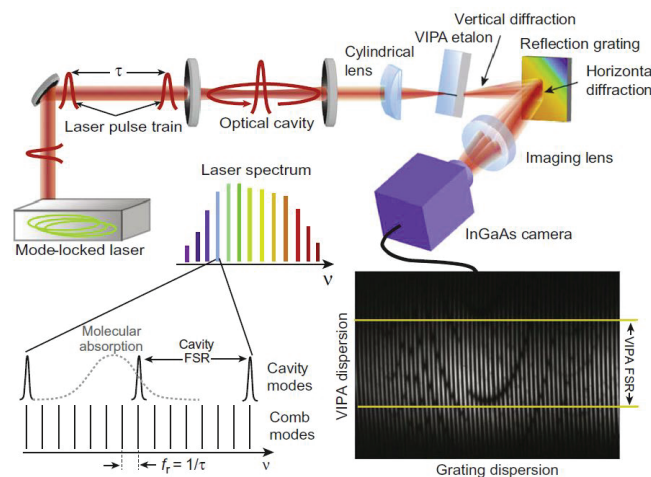 Vertical diffraction
VIPA etalon
Reflection grating
Cylindrical
lens
Horizontal
diffraction
τ
Laser pulse train
Optical cavity
Imaging lens
Laser spectrum
InGaAs camera
Mode-locked laser
ν
Molecular
absorption
Cavity
FSR
Cavity
modes
Comb
modes
fr = 1/τ
ν
VIPA dispersion
VIPA FSR
Grating dispersion